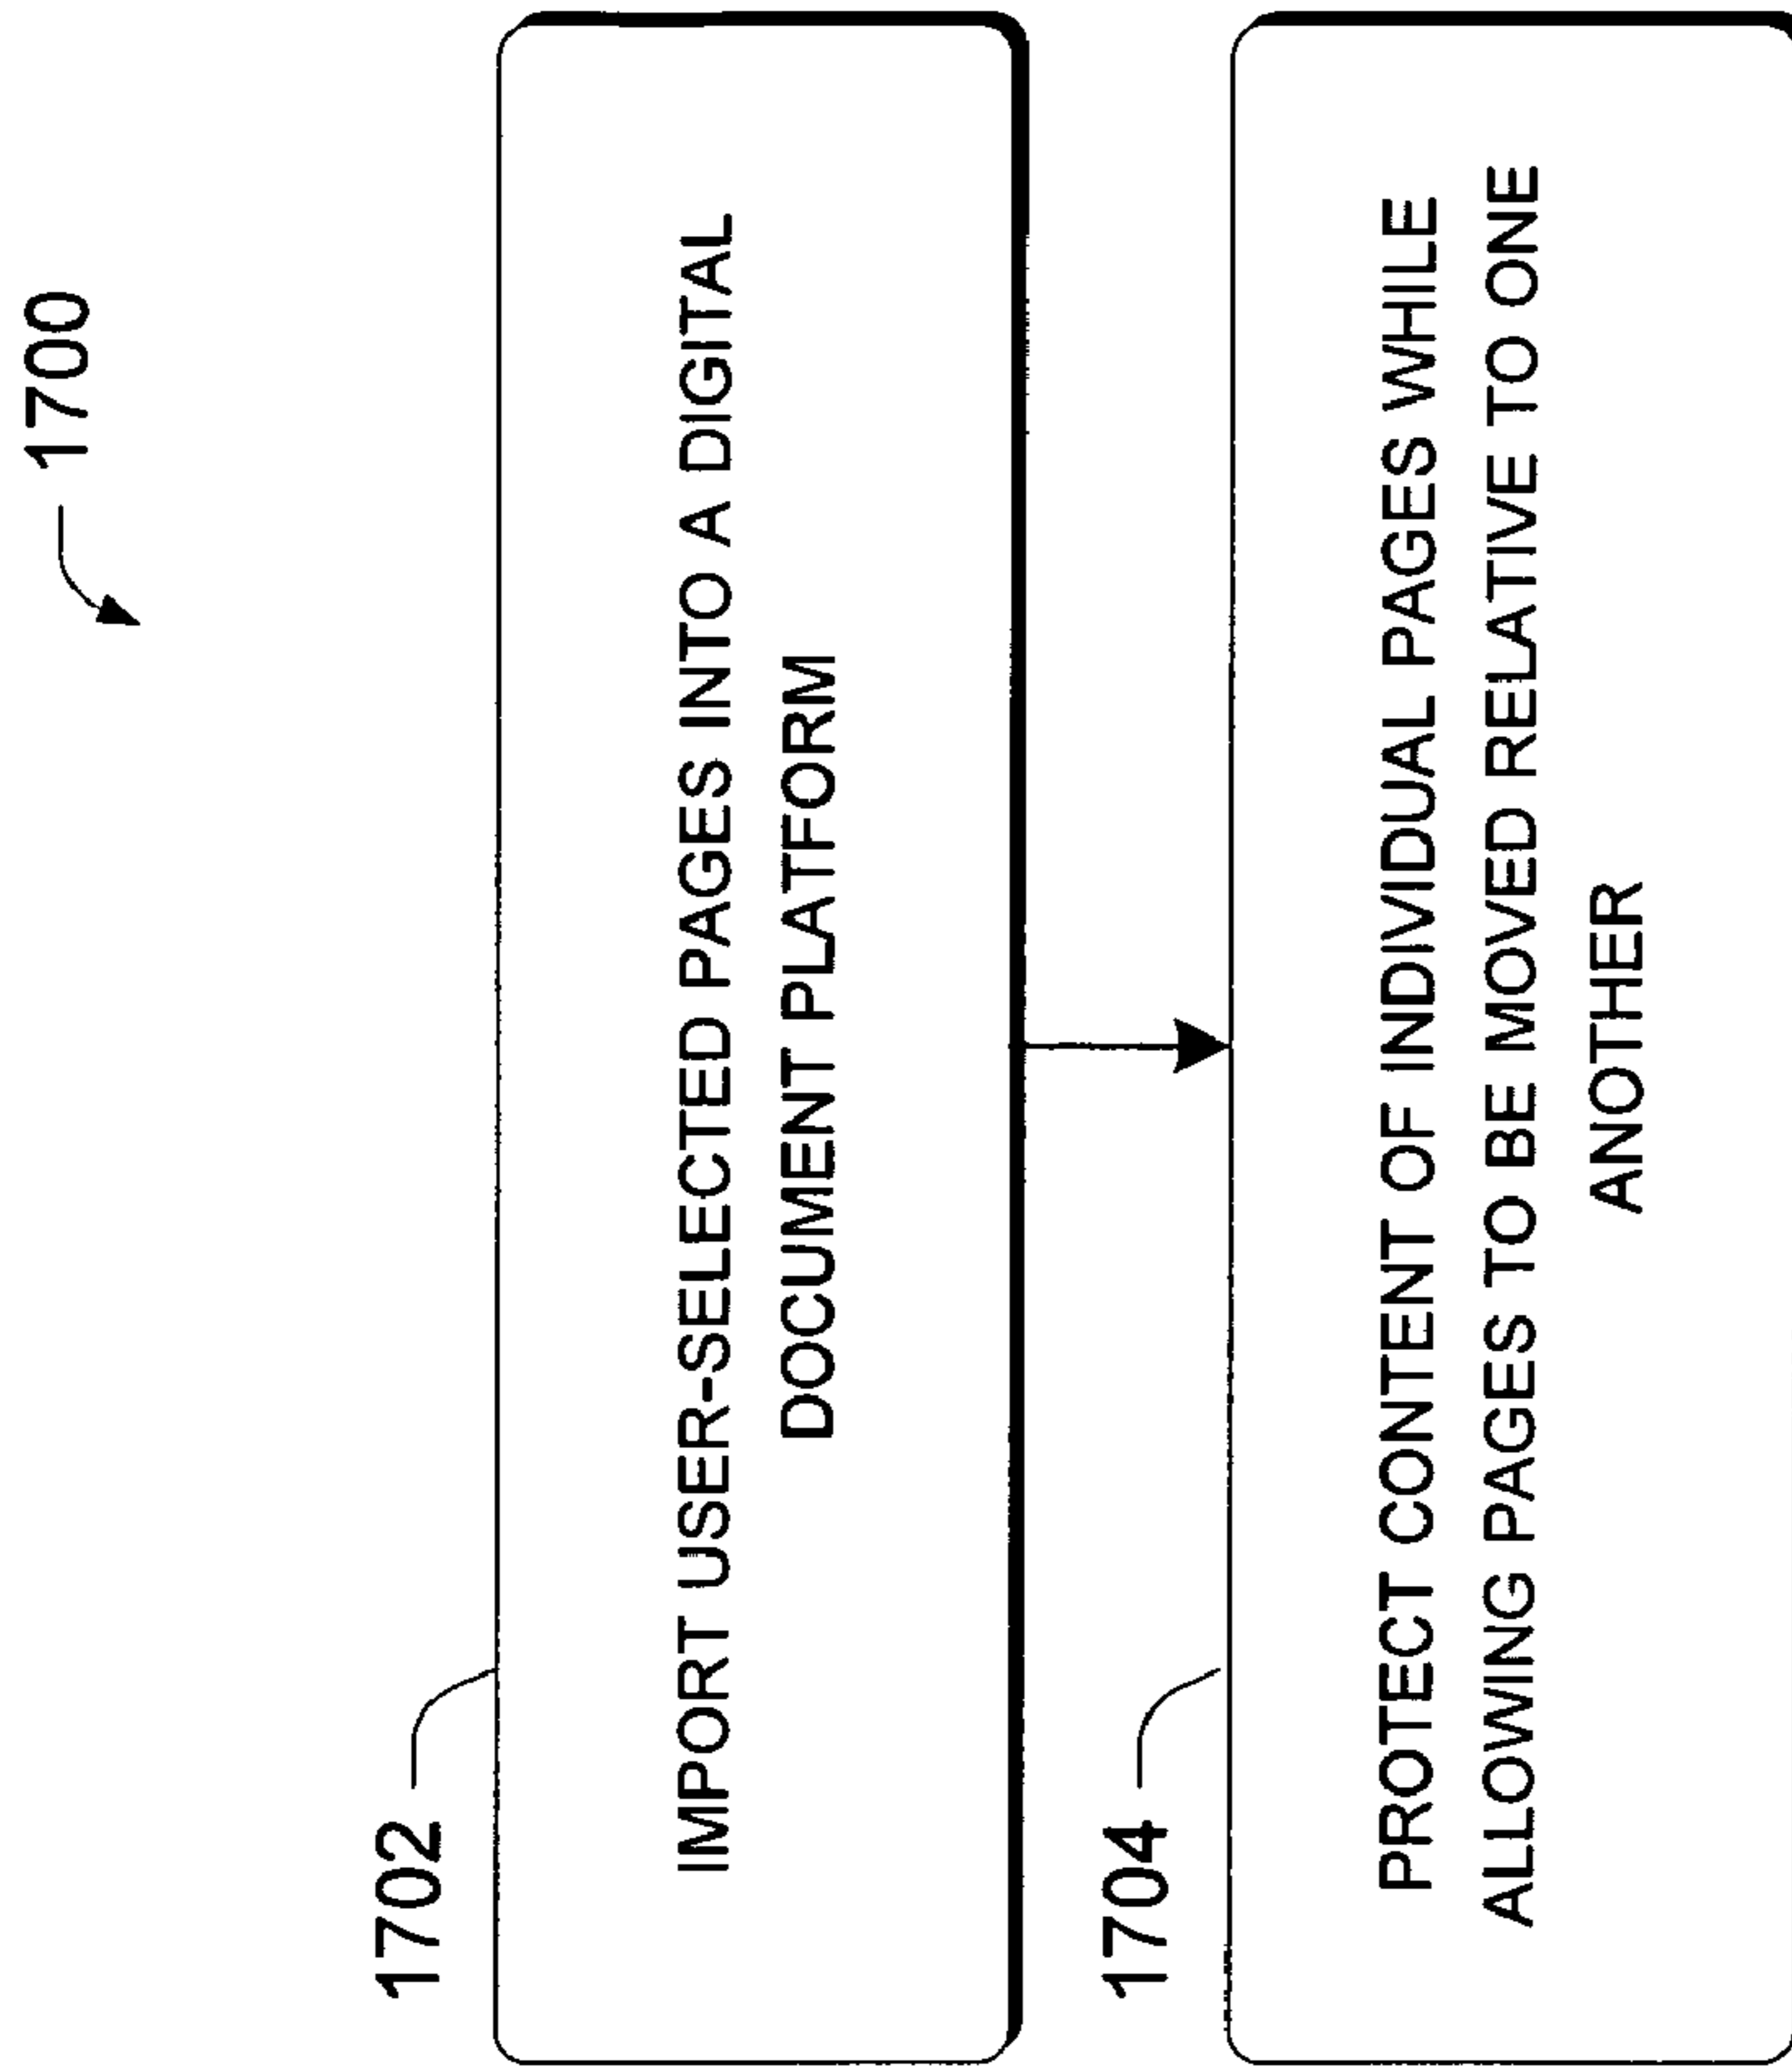 1700
1702
IMPORT USER-SELECTED PAGES INTO A DIGITAL
DOCUMENT PLATFORM
1704
PROTECT CONTENT OF INDIVIDUAL PAGES WHILE
ALLOWING PAGES TO BE MOVED RELATIVE TO ONE
ANOTHER